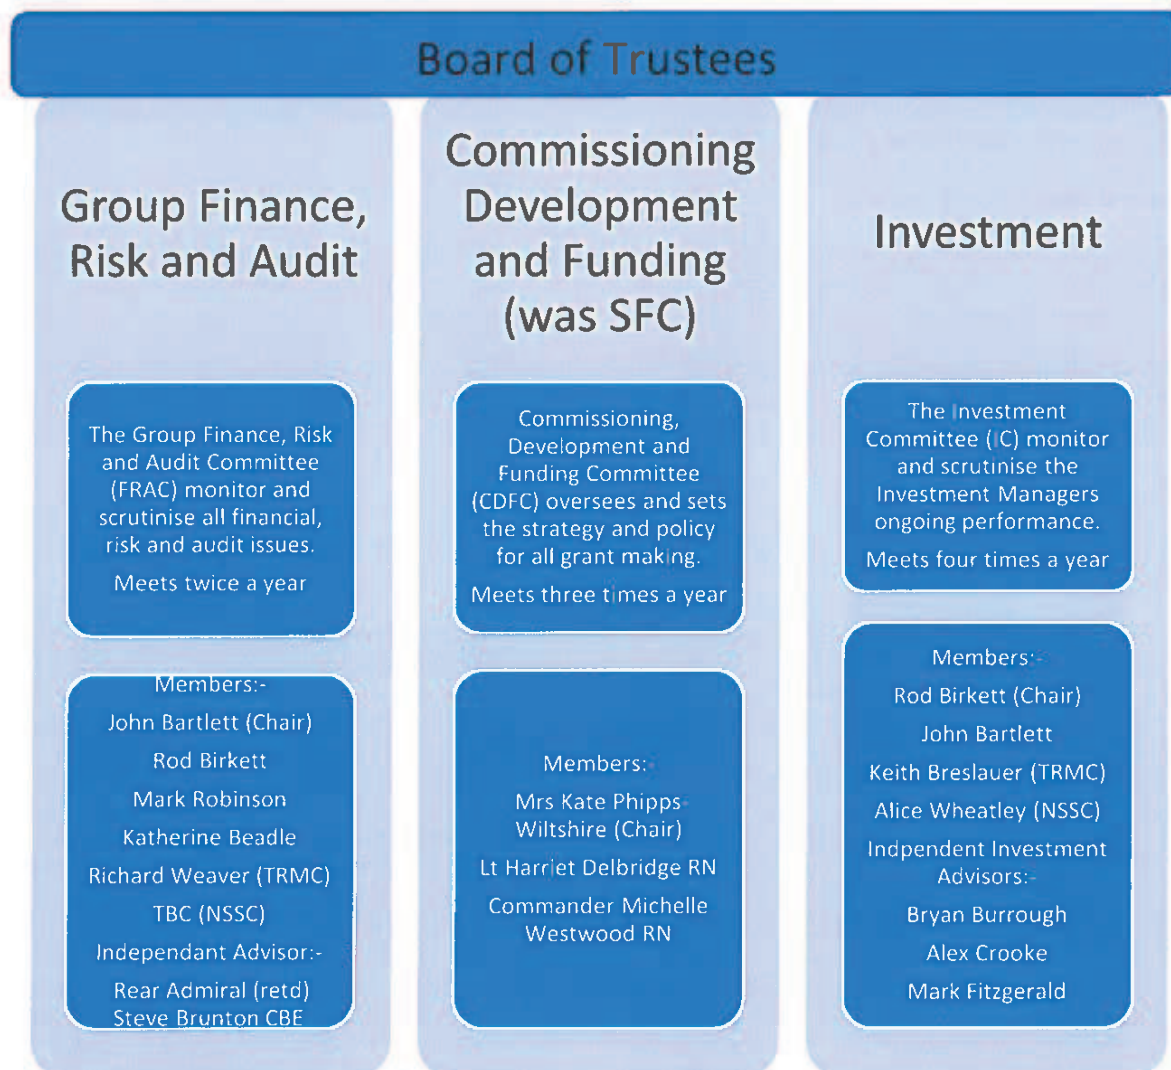 Board of Trustees
Group Finance,
Risk and Audit
The Group Finance, Risk
and Audit Committee
(FRAC) monitor and
scrutinise all financial,
risk and audit issues.
Meets twice a year
Members:-
John Bartlett (Chair)
Rod Birkett
Mark Robinson
Katherine Beadle
Richard Weaver (TRMC)
TBC (NSSC)
Independant Advisor:-
Rear Admiral (retd)
Steve Brunton CBE
Commissioning
Development
and Funding
(was SFC)
Commissioning,
Development and
Funding Committee
(CDFC) oversees and sets
the strategy and policy
for all grant making.
Meets three times a year
Members:-
Mrs Kate Phipps-
Wiltshire (Chair)
Lt Harriet Delbridge RN
Commander Michelle
Westwood RN
Investment
The Investment
Committee (IC) monitor
and scrutinise the
Investment Managers
ongoing performance.
Meets four times a year
Members:-
Rod Birkett (Chair)
John Bartlett
Keith Breslauer (TRMC)
Alice Wheatley (NSSC)
Indpendent Investment
Advisors:-
Bryan Burrough
Alex Crooke
Mark Fitzgerald